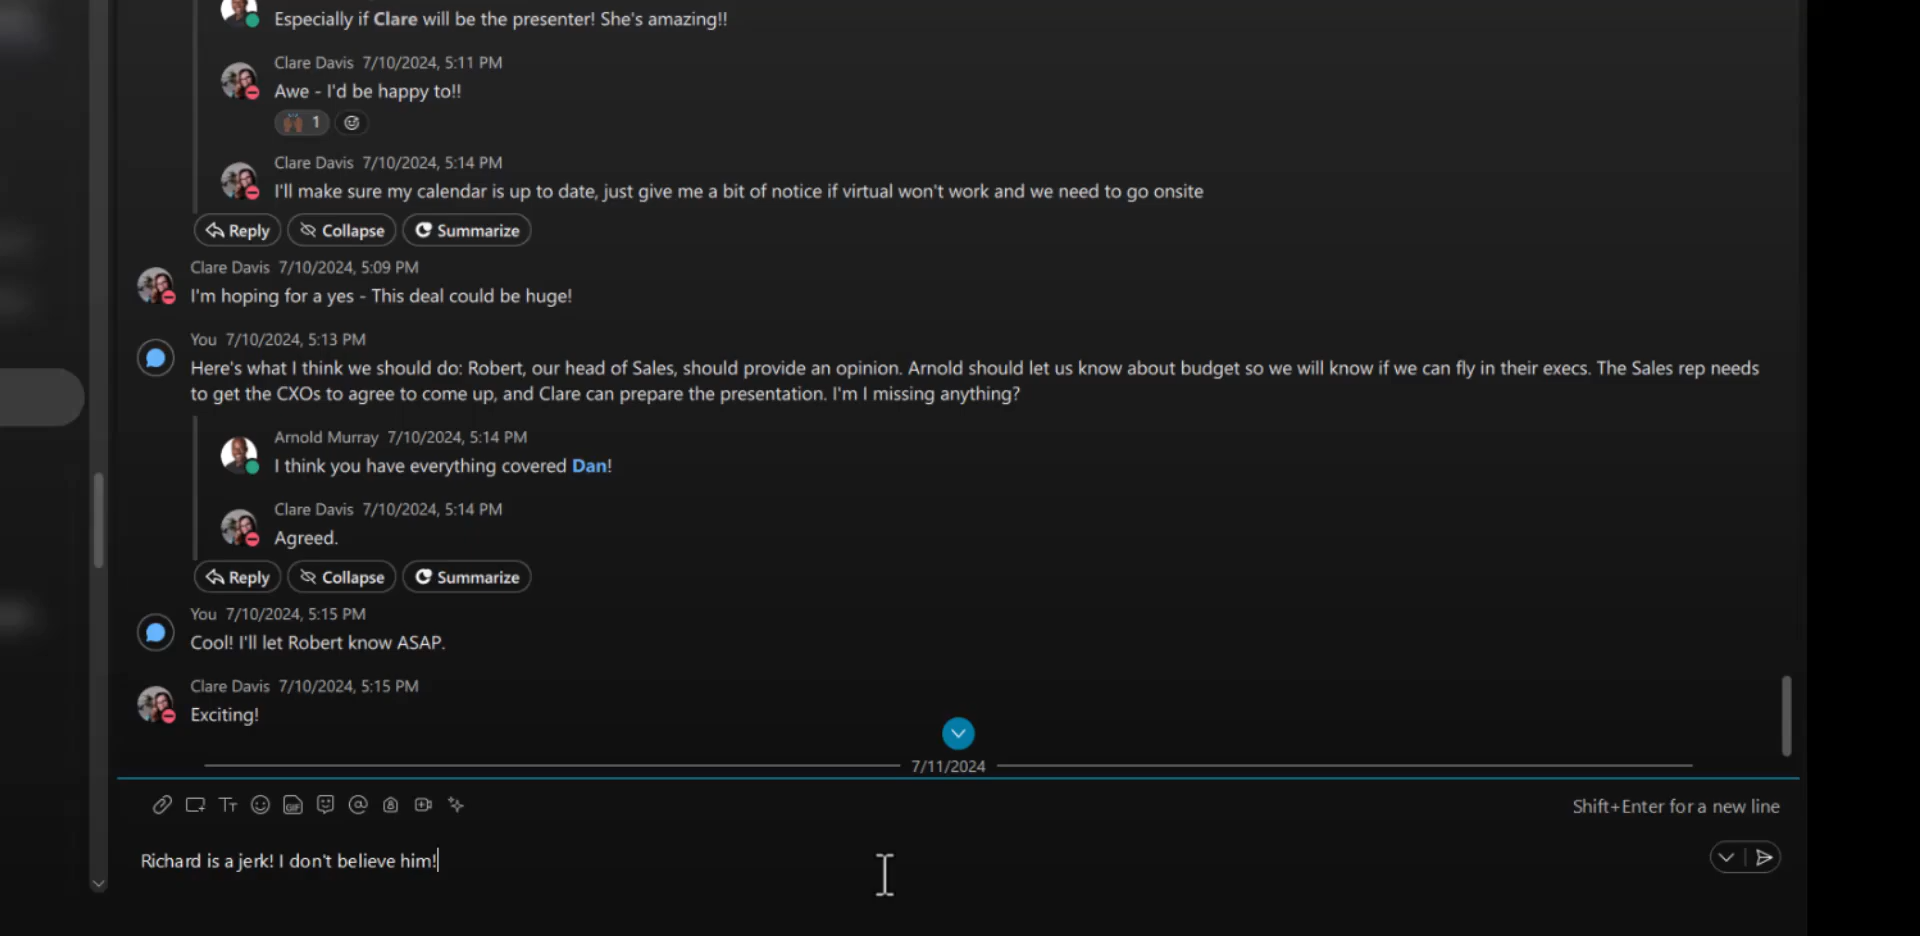 Especially if Clare will be the presenter! She's amazing!!
Clare Davis 7/10/2024, 5:11 PM
Awe - I'd be happy to!!
1
Clare Davis 7/10/2024, 5:14 PM
I'll make sure my calendar is up to date, just give me a bit of notice if virtual won't work and we need to go onsite
Reply Collapse Summarize
Clare Davis 7/10/2024, 5:09 PM
I'm hoping for a yes - This deal could be huge!
You 7/10/2024, 5:13 PM
Here's what I think we should do: Robert, our head of Sales, should provide an opinion. Arnold should let us know about budget so we will know if we can fly in their execs. The Sales rep needs
to get the CXOs to agree to come up, and Clare can prepare the presentation. I'm I missing anything?
Arnold Murray 7/10/2024, 5:14 PM
I think you have everything covered Dan!
Clare Davis 7/10/2024, 5:14 PM
Agreed.
Reply Collapse Summarize
You 7/10/2024, 5:15 PM
Cool! I'll let Robert know ASAP.
Clare Davis 7/10/2024, 5:15 PM
Exciting!
7/11/2024
GIF
Shift+Enter for a new line
Richard is a jerk! I don't believe him!